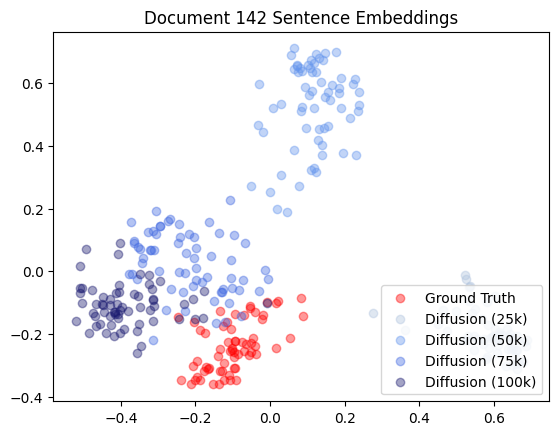 Document 142 Sentence Embeddings
0.6
0.4
0.2
0.0
−0.2
−0.4
Ground Truth
Diffusion (25k)
Diffusion (50k)
Diffusion (75k)
Diffusion (100k)
−0.4 −0.2 0.0 0.2 0.4 0.6